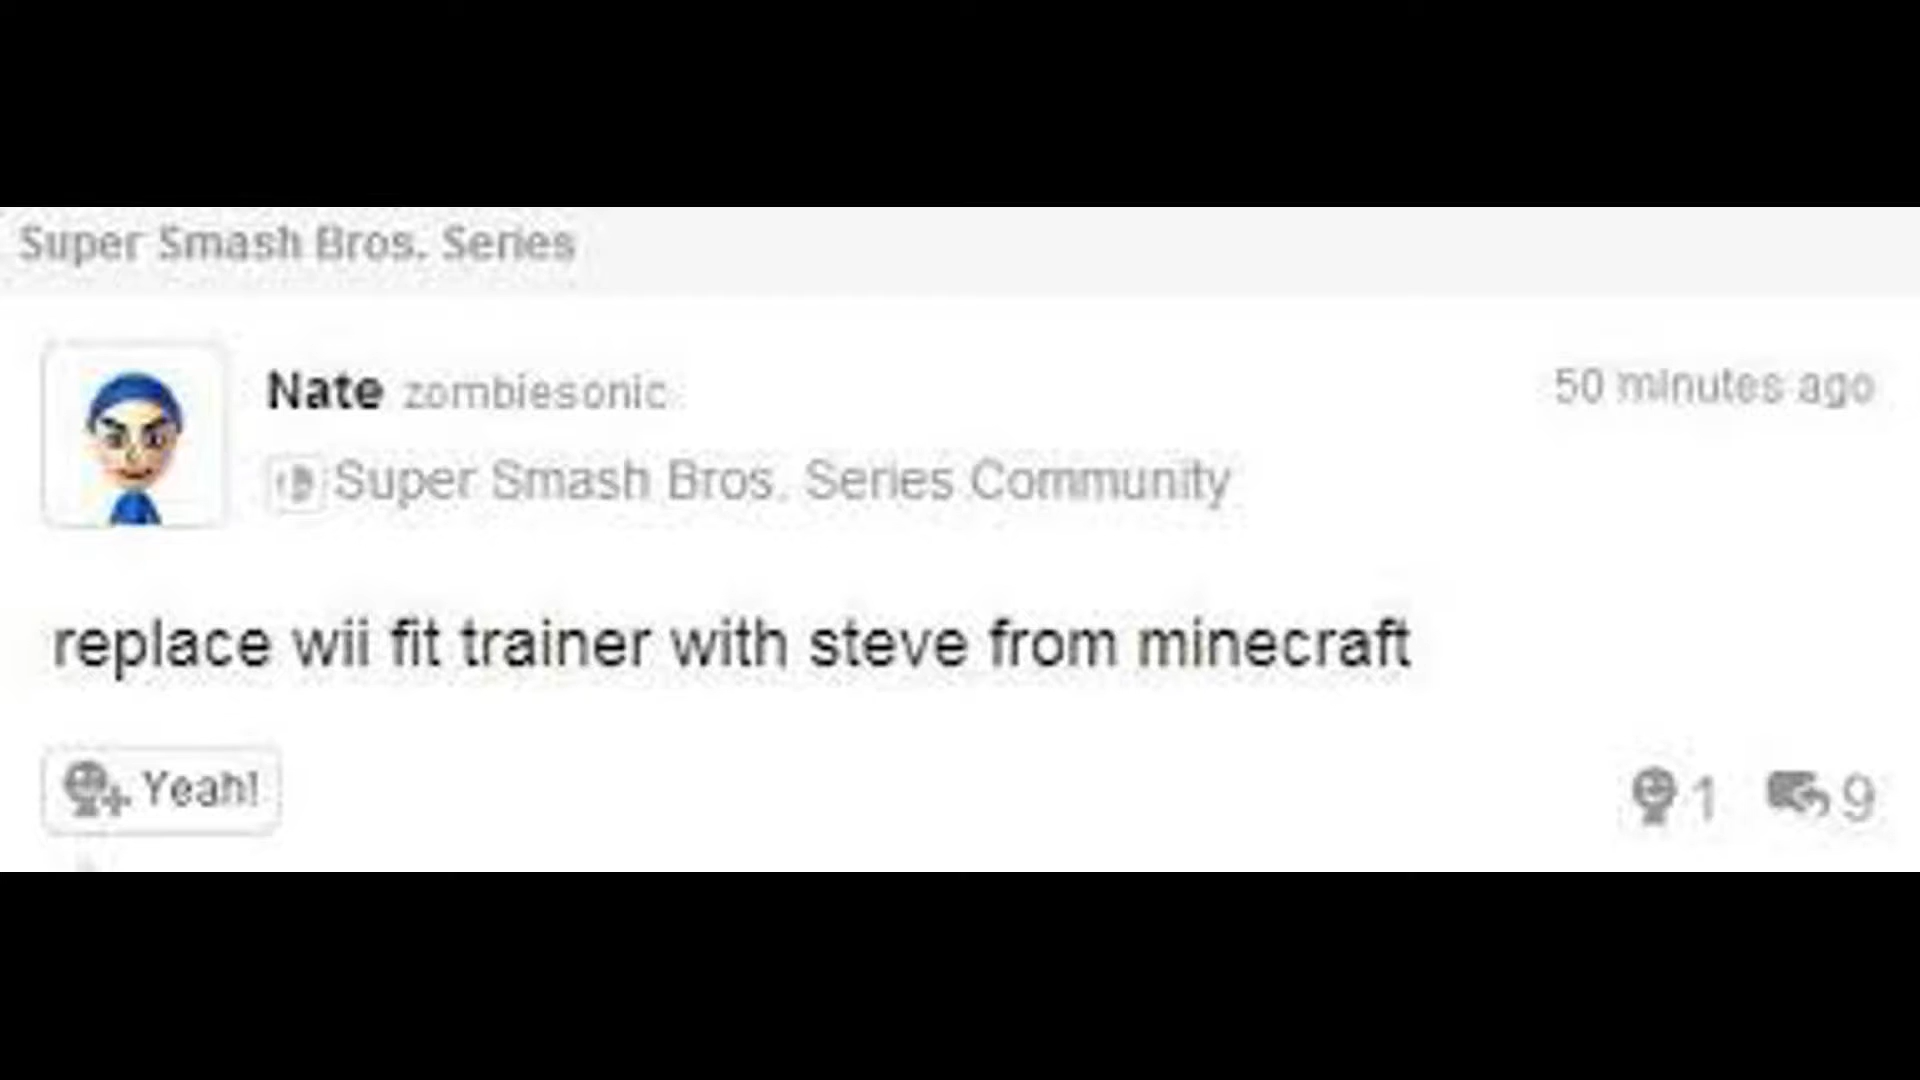 Super Smash Bros. Series
Nate zombiesonic
50 minutes ago
Super Smash Bros. Series Community
replace wii fit trainer with steve from minecraft
Yeah!
1
9